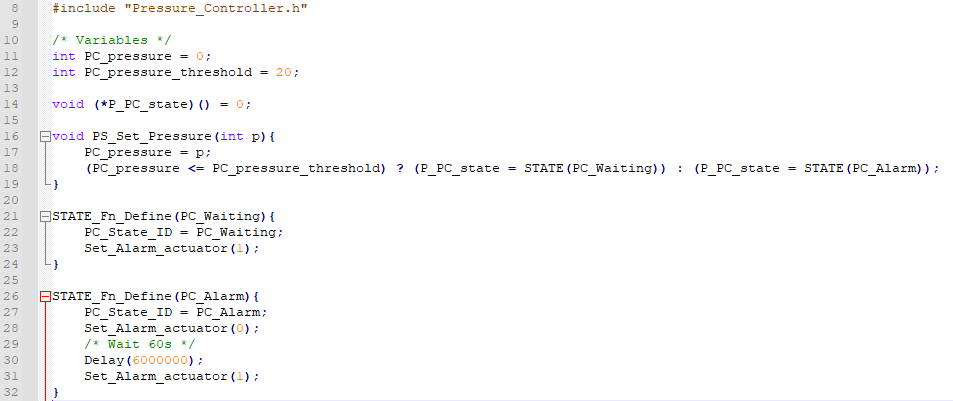 8 #include "Pressure_Controller.h"
9
10 /* Variables */
11 int PC_pressure = 0;
12 int PC_pressure_threshold = 20;
13
14 void (*P_PC_state)() = 0;
15
16 void PS_Set_Pressure(int p){
17 PC_pressure = p;
18 (PC_pressure <= PC_pressure_threshold) ? (P_PC_state = STATE(PC_Waiting)) : (P_PC_state = STATE(PC_Alarm));
19 }
20
21 STATE_Fn_Define(PC_Waiting){
22 PC_State_ID = PC_Waiting;
23 Set_Alarm_actuator(1);
24 }
25
26 STATE_Fn_Define(PC_Alarm){
27 PC_State_ID = PC_Alarm;
28 Set_Alarm_actuator(0);
29 /* Wait 60s */
30 Delay(6000000);
31 Set_Alarm_actuator(1);
32 }